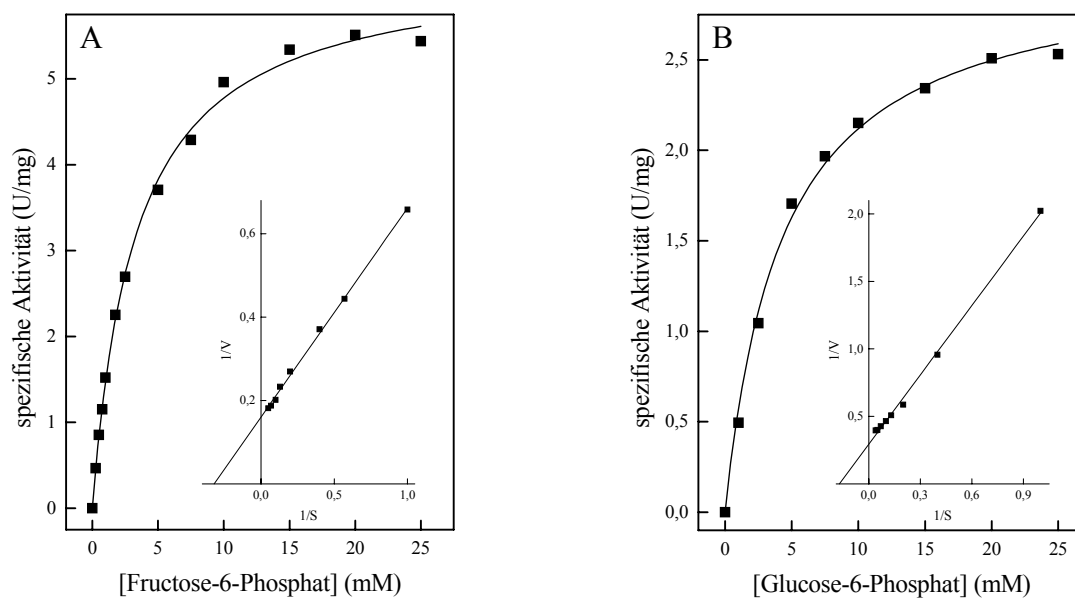 A
spezifische Aktivität (U/mg)
5
4
3
2
1
0
0 5 10 15 20 25
[Fructose-6-Phosphat] (mM)
1/V
0,6
0,4
0,2
0,0 0,5 1,0
1/S
B
spezifische Aktivität (U/mg)
2,5
2,0
1,5
1,0
0,5
0,0
0 5 10 15 20 25
[Glucose-6-Phosphat] (mM)
1/V
2,0
1,5
1,0
0,5
0,0 0,3 0,6 0,9
1/S